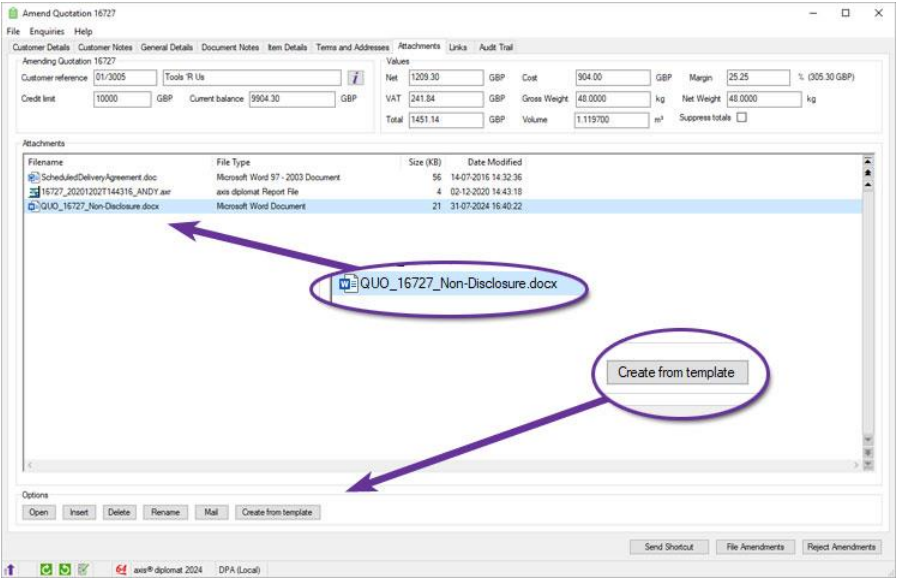 Amend Quotation 16727
File Enquiries Help
Customer Details Customer Notes General Details Document Notes Item Details Terms and Addresses Attachments Links Audit Trail
Amending Quotation 16727 Values
Customer reference 01/3005 Tools 'R Us i Net 1209.30 GBP Cost 904.00 GBP Margin 25.25 % (305.30 GBP)
Credit limit 10000 GBP Current balance 9904.30 GBP VAT 241.84 GBP Gross Weight 48.0000 kg Net Weight 48.0000 kg
Total 1451.14 GBP Volume 1.119700 m³ Suppress totals
Attachments
Filename File Type Size (KB) Date Modified
ScheduledDeliveryAgreement.doc Microsoft Word 97 - 2003 Document 56 14-07-2016 14:32:36
16727_20201202T144316_ANDY.axr axis diplomat Report File 4 02-12-2020 14:43:18
QUO_16727_Non-Disclosure.docx Microsoft Word Document 21 31-07-2024 16:40:22
QUO_16727_Non-Disclosure.docx
Create from template
Options
Open Insert Delete Rename Mail Create from template
Send Shortcut File Amendments Reject Amendments
64 axis® diplomat 2024 DPA (Local)